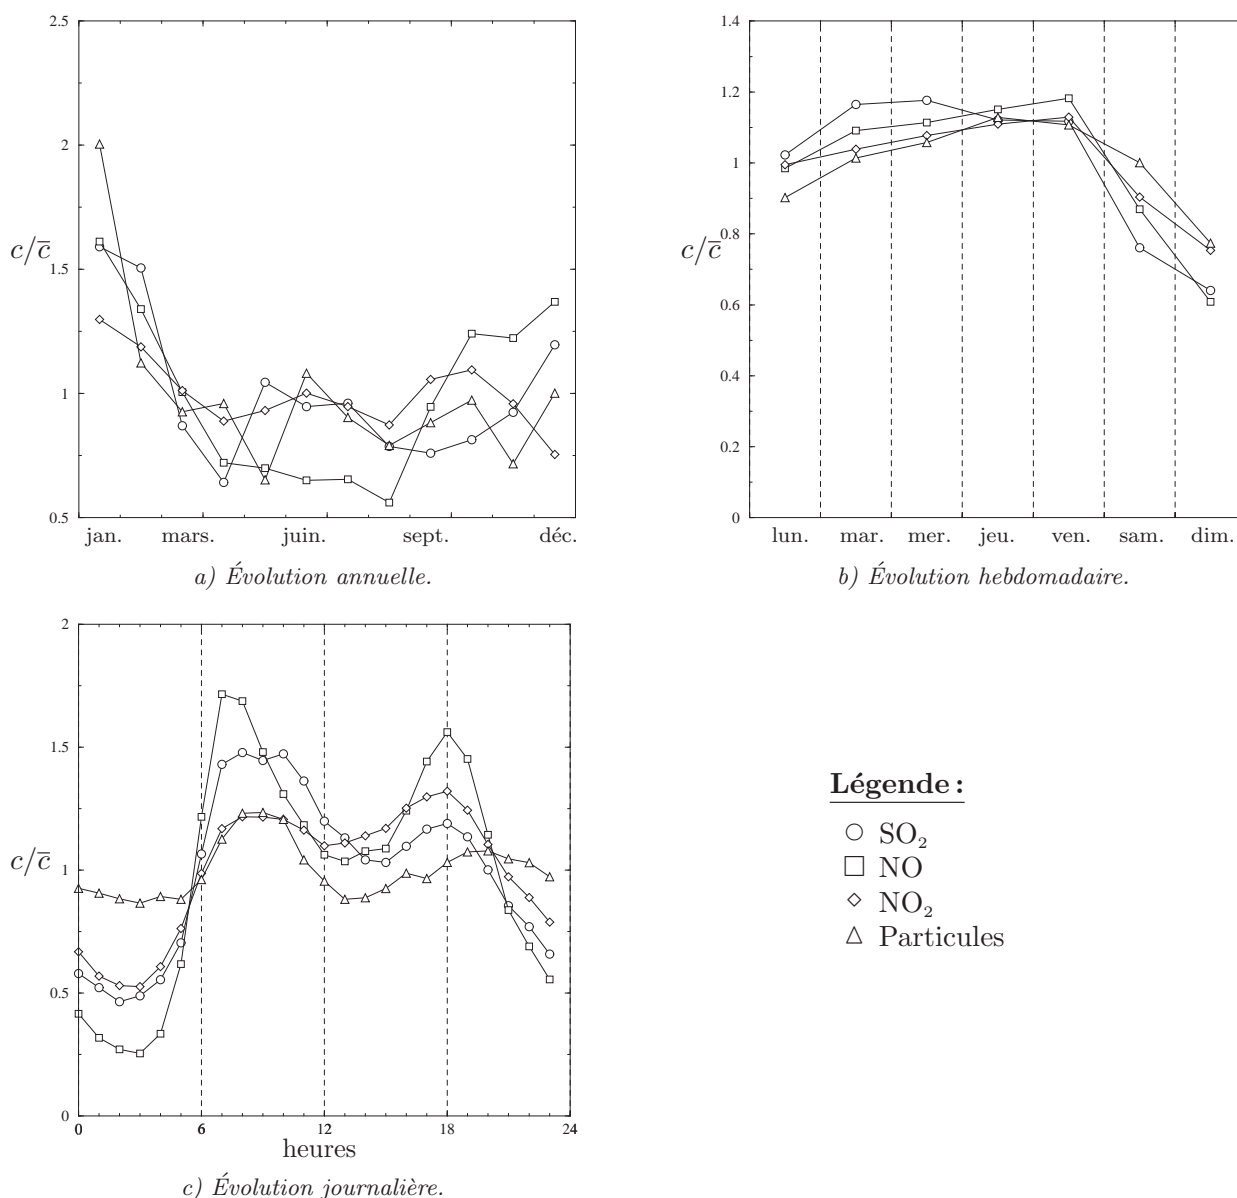 2.5
2
1.5
1
0.5
c/c̄
jan. mars. juin. sept. déc.
a) Évolution annuelle.
1.4
1.2
1
0.8
0.6
0.4
0.2
0
c/c̄
lun. mar. mer. jeu. ven. sam. dim.
b) Évolution hebdomadaire.
2
1.5
1
0.5
0
c/c̄
0 6 12 18 24
heures
c) Évolution journalière.
Légende :
SO₂
NO
NO₂
Particules